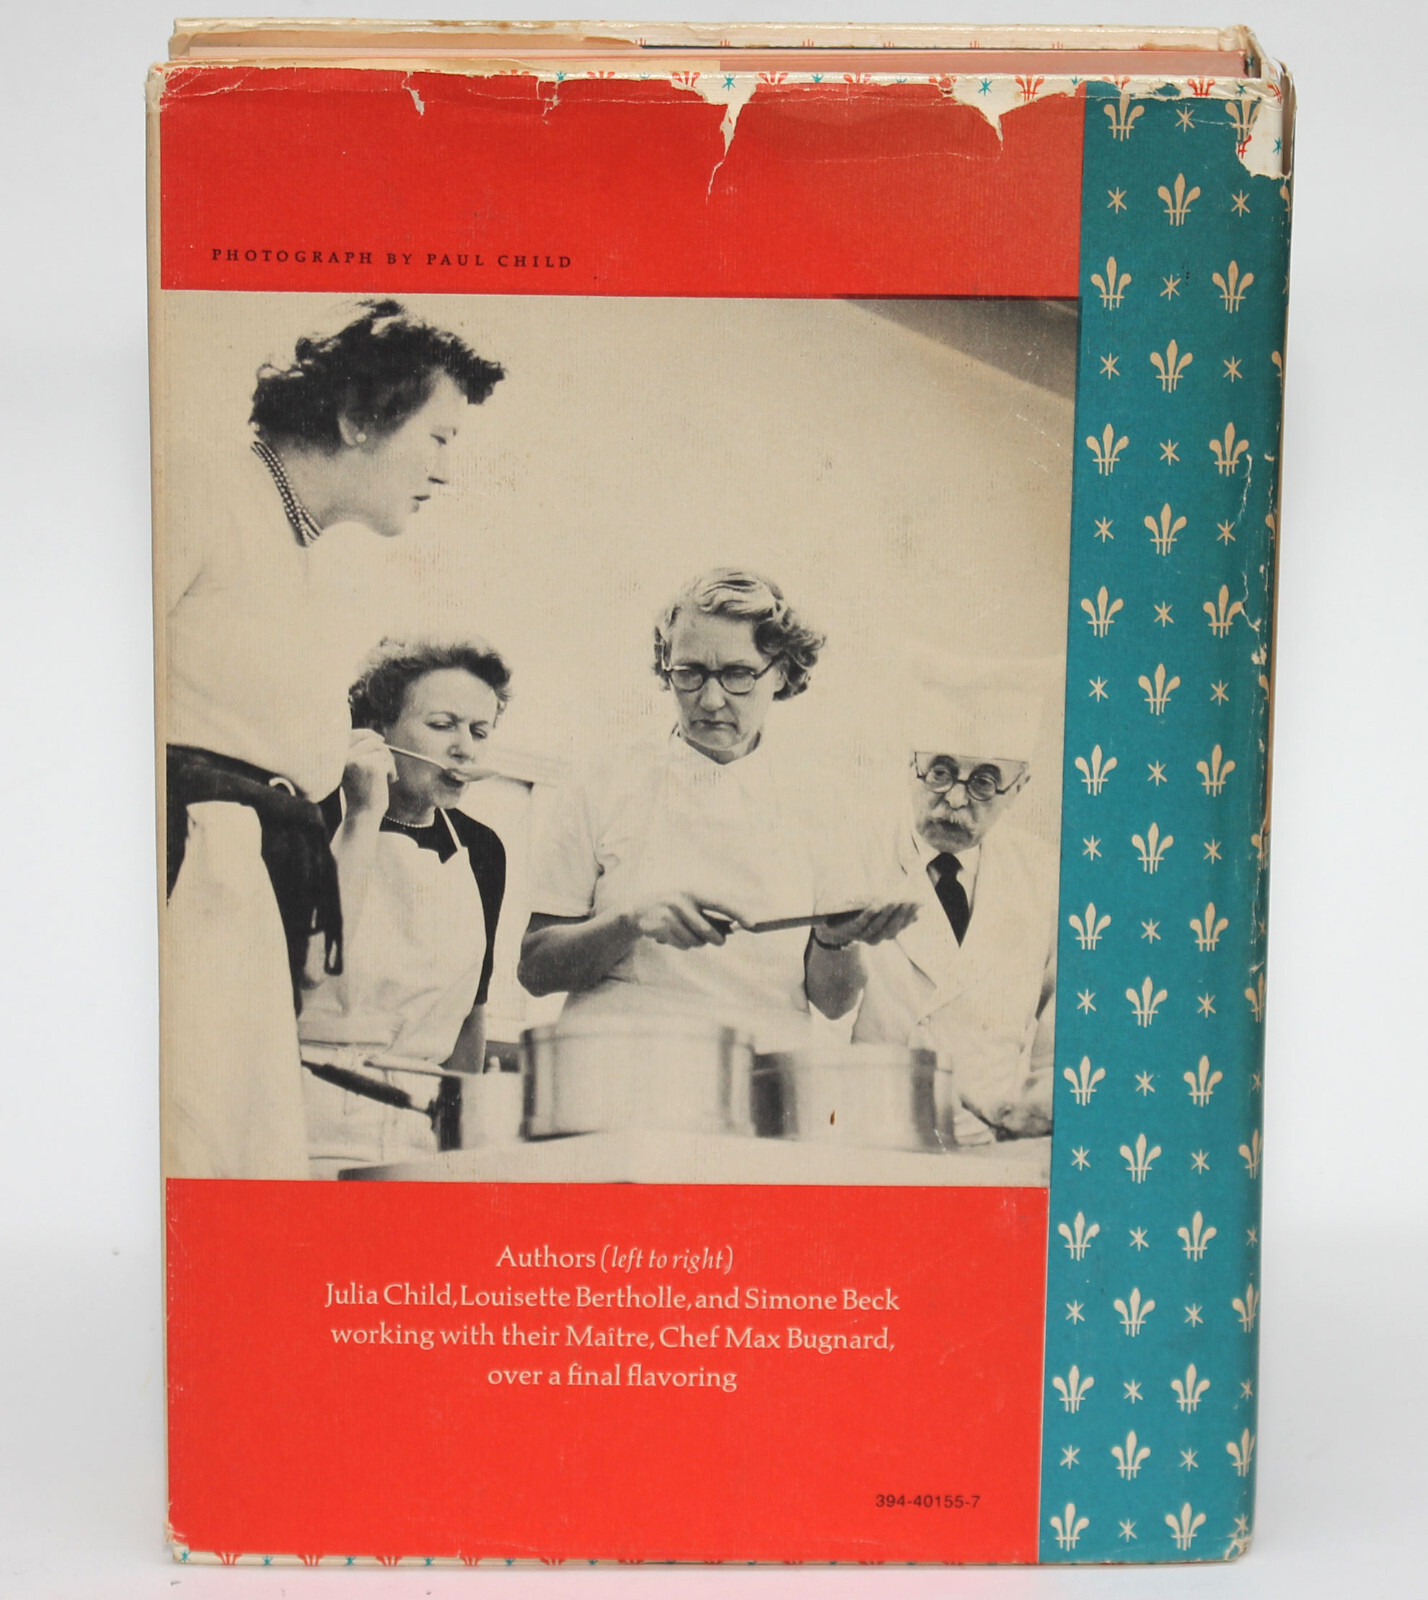 PHOTOGRAPH BY PAUL CHILD
Authors (left to right)
Julia Child, Louisette Bertholle, and Simone Beck
working with their Maître, Chef Max Bugnard,
over a final flavoring
394-40155-7